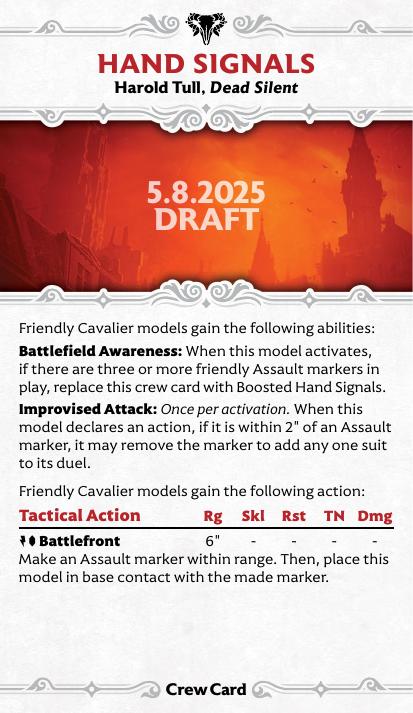 HAND SIGNALS
Harold Tull, Dead Silent
5.8.2025
DRAFT
Friendly Cavalier models gain the following abilities:
Battlefield Awareness: When this model activates,
if there are three or more friendly Assault markers in
play, replace this crew card with Boosted Hand Signals.
Improvised Attack: Once per activation. When this
model declares an action, if it is within 2" of an Assault
marker, it may remove the marker to add any one suit
to its duel.
Friendly Cavalier models gain the following action:
Tactical Action Rg Skl Rst TN Dmg
Battlefront 6" - - - -
Make an Assault marker within range. Then, place this
model in base contact with the made marker.
Crew Card